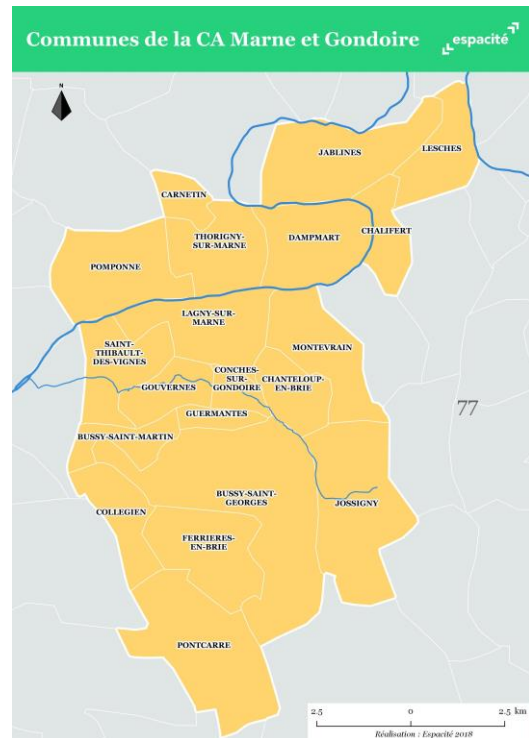 Communes de la CA Marne et Gondoire
espacité
N
JABLINES
LESCHES
CARNETIN
THORIGNY-
SUR-MARNE
DAMPMART
CHALIFERT
POMPONNE
LAGNY-SUR-
MARNE
SAINT-
THIBAULT-
DES-VIGNES
MONTEVRAIN
CONCHES-
SUR-
GONDOIRE
CHANTELOUP-
EN-BRIE
GOUVERNES
GUERMANTES
77
BUSSY-SAINT-MARTIN
BUSSY-SAINT-
GEORGES
JOSSIGNY
COLLEGIEN
FERRIERES-
EN-BRIE
PONTCARRE
2.5 0 2.5 km
Réalisation : Espacité 2018